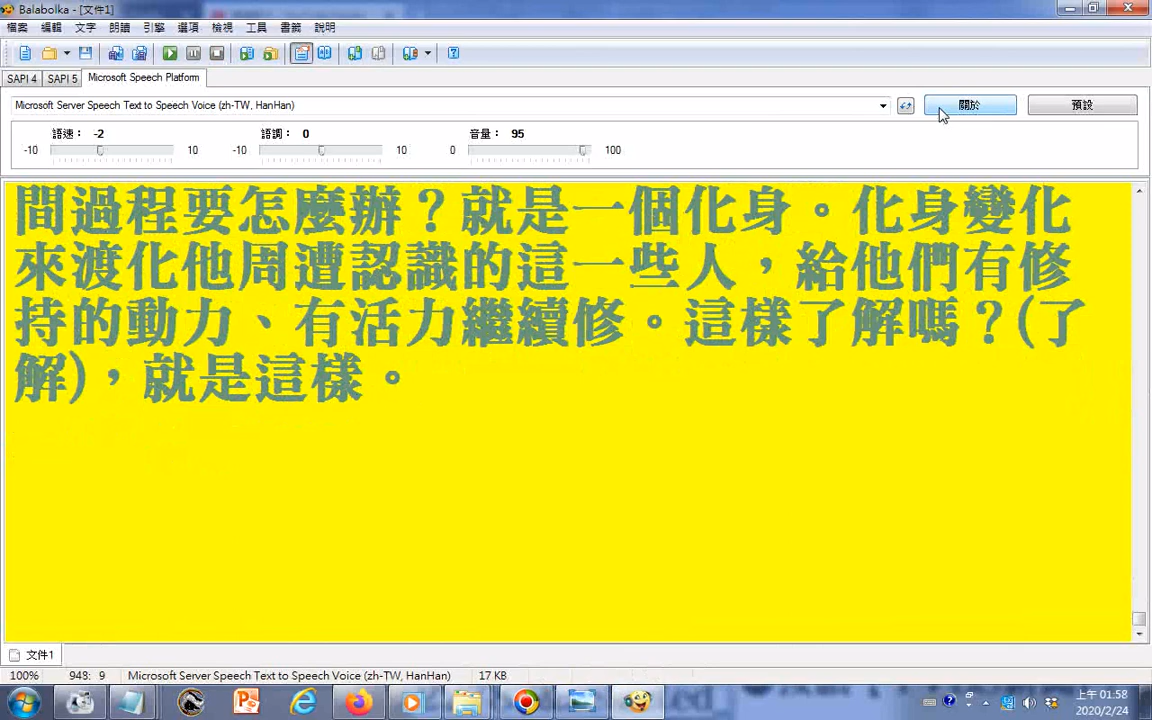 Balabolka - [文件1]
檔案 編輯 文字 朗讀 引擎 選項 檢視 工具 書籤 說明
SAPI 4 SAPI 5 Microsoft Speech Platform
Microsoft Server Speech Text to Speech Voice (zh-TW, HanHan) 關於 預設
語速： -2 語調： 0 音量： 95
-10 10 -10 10 0 100
間過程要怎麼辦？就是一個化身。化身變化
來渡化他周遭認識的這一些人，給他們有修
持的動力、有活力繼續修。這樣了解嗎？(了
解)，就是這樣。
文件1
100% 948: 9 Microsoft Server Speech Text to Speech Voice (zh-TW, HanHan) 17 KB
上午 01:58
2020/2/24